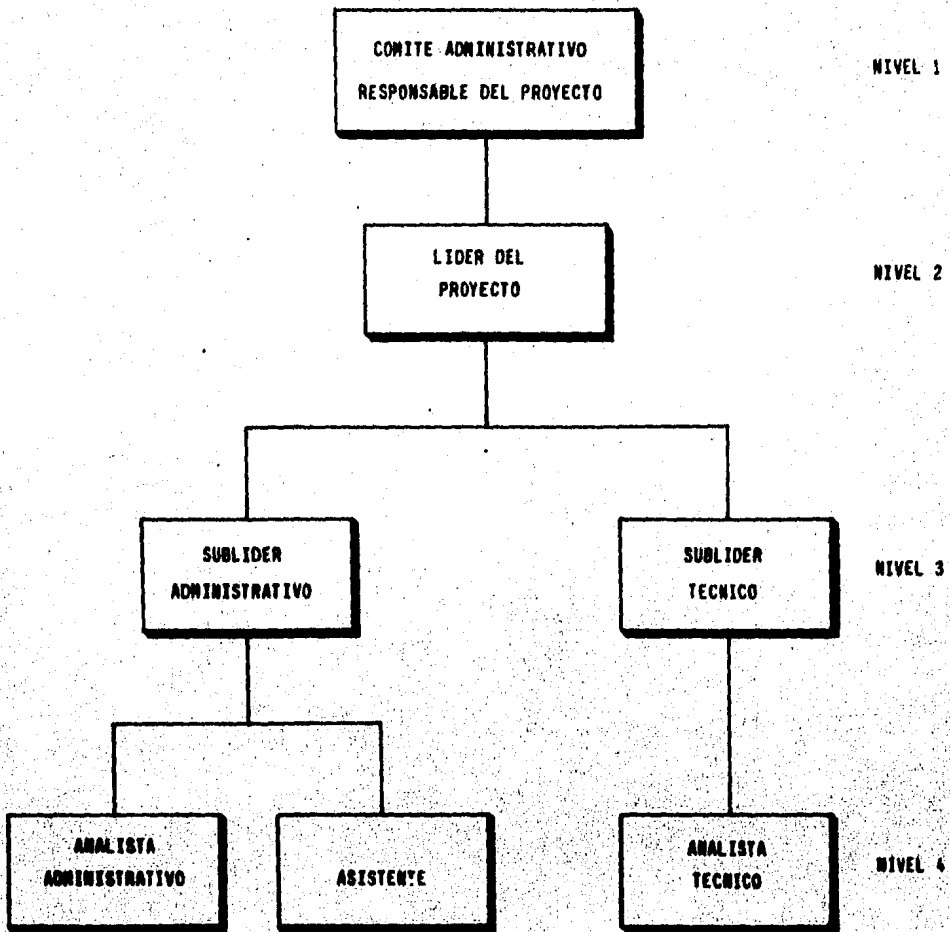 COMITE ADMINISTRATIVO
RESPONSABLE DEL PROYECTO
NIVEL 1
LIDER DEL
PROYECTO
NIVEL 2
SUBLIDER
ADMINISTRATIVO
SUBLIDER
TECNICO
NIVEL 3
ANALISTA
ADMINISTRATIVO
ASISTENTE
ANALISTA
TECNICO
NIVEL 4